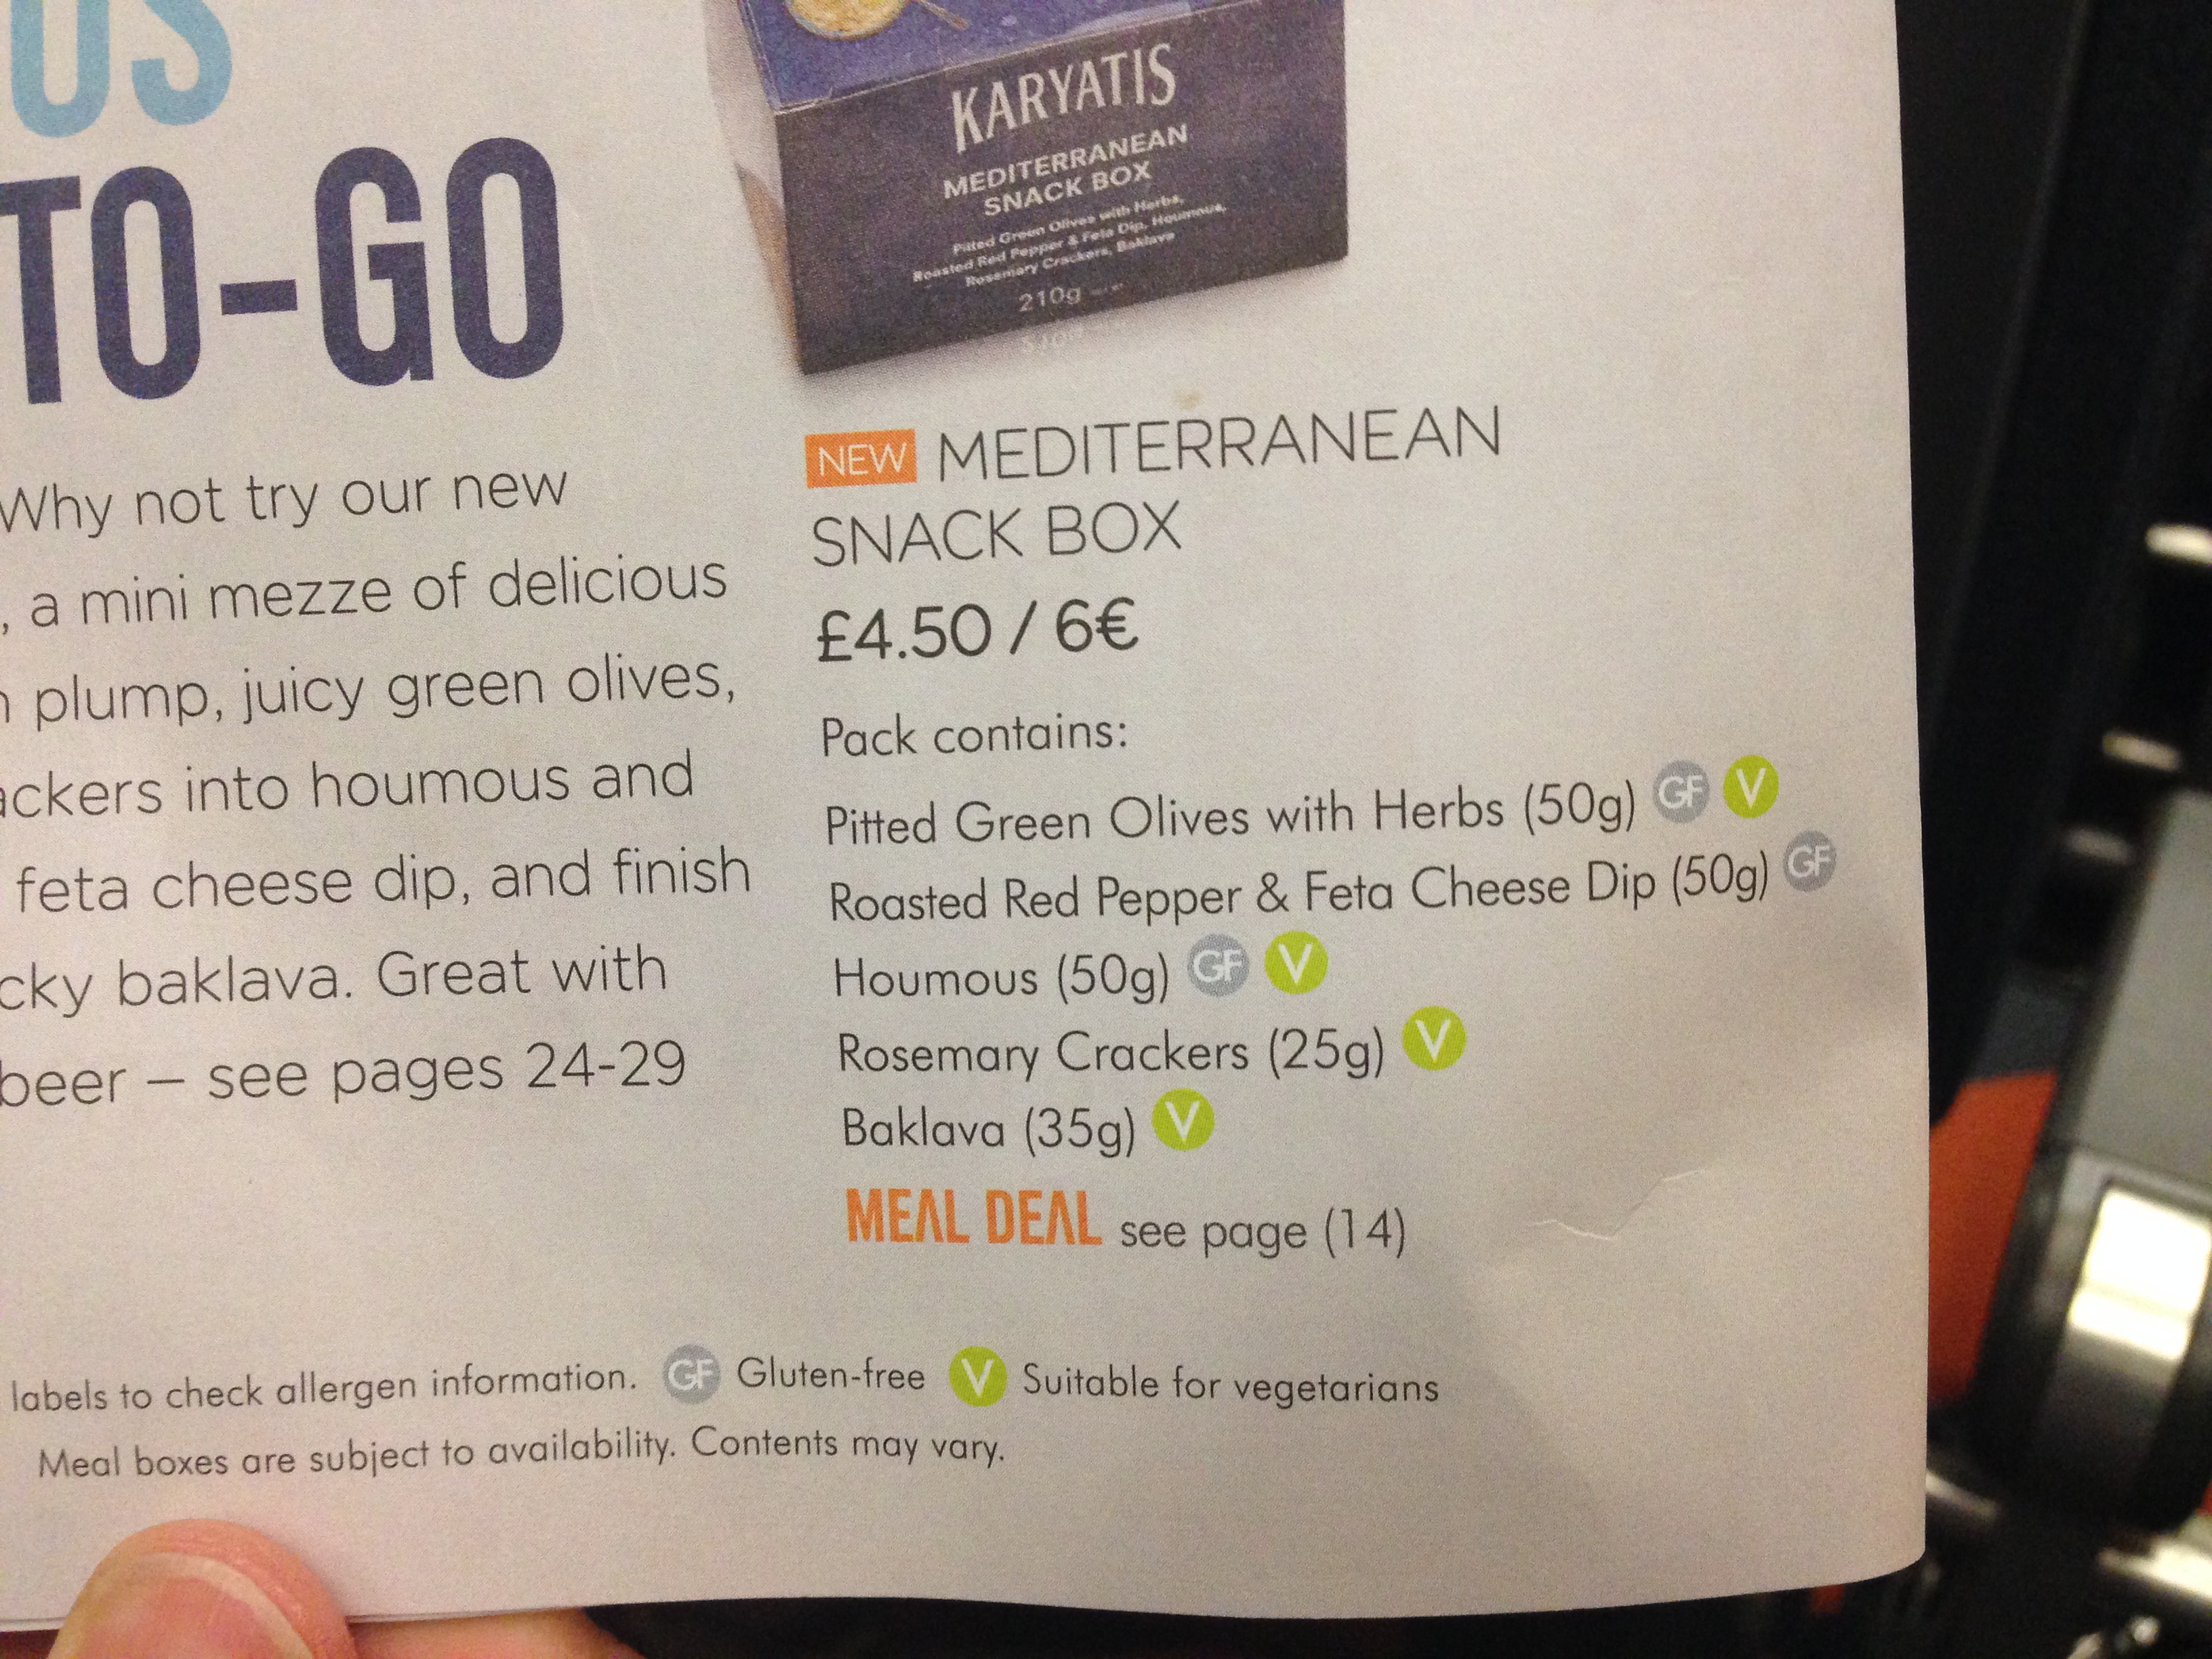 US
TO-GO
Why not try our new
, a mini mezze of delicious
plump, juicy green olives,
ackers into houmous and
feta cheese dip, and finish
cky baklava. Great with
beer – see pages 24-29
KARYATIS
MEDITERRANEAN
SNACK BOX
Pitted Green Olives with Herbs,
Roasted Red Pepper & Feta Dip, Houmous,
Rosemary Crackers, Baklava
210g
NEW MEDITERRANEAN
SNACK BOX
£4.50 / 6€
Pack contains:
Pitted Green Olives with Herbs (50g) GF V
Roasted Red Pepper & Feta Cheese Dip (50g) GF
Houmous (50g) GF V
Rosemary Crackers (25g) V
Baklava (35g) V
MEAL DEAL see page (14)
labels to check allergen information. GF Gluten-free V Suitable for vegetarians
Meal boxes are subject to availability. Contents may vary.